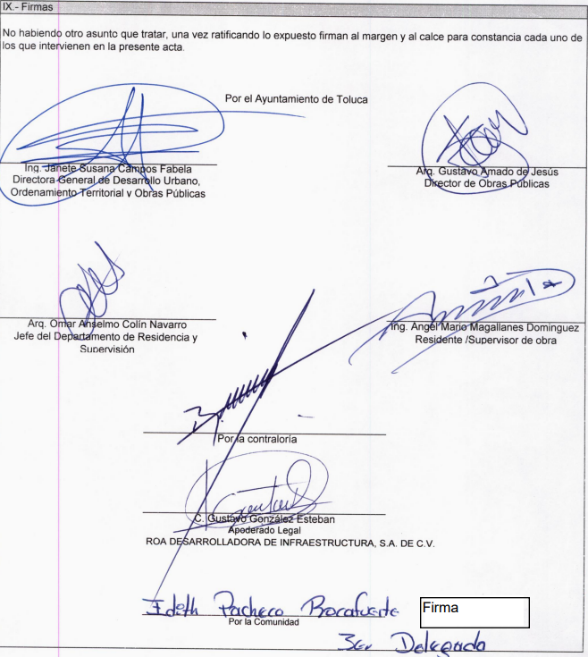 IX.- Firmas
No habiendo otro asunto que tratar, una vez ratificando lo expuesto firman al margen y al calce para constancia cada uno de
los que intervienen en la presente acta.
Por el Ayuntamiento de Toluca
Ing. Janete Susana Campos Fabela
Directora General de Desarrollo Urbano,
Ordenamiento Territorial y Obras Públicas
Arq. Gustavo Amado de Jesús
Director de Obras Públicas
Arq. Omar Anselmo Colín Navarro
Jefe del Departamento de Residencia y
Supervisión
Ing. Angel Mario Magallanes Dominguez
Residente /Supervisor de obra
Por la contraloría
C. Gustavo González Esteban
Apoderado Legal
ROA DESARROLLADORA DE INFRAESTRUCTURA, S.A. DE C.V.
Edeth Pacheco Rocafuerte
Firma
Por la Comunidad
3er Delegado